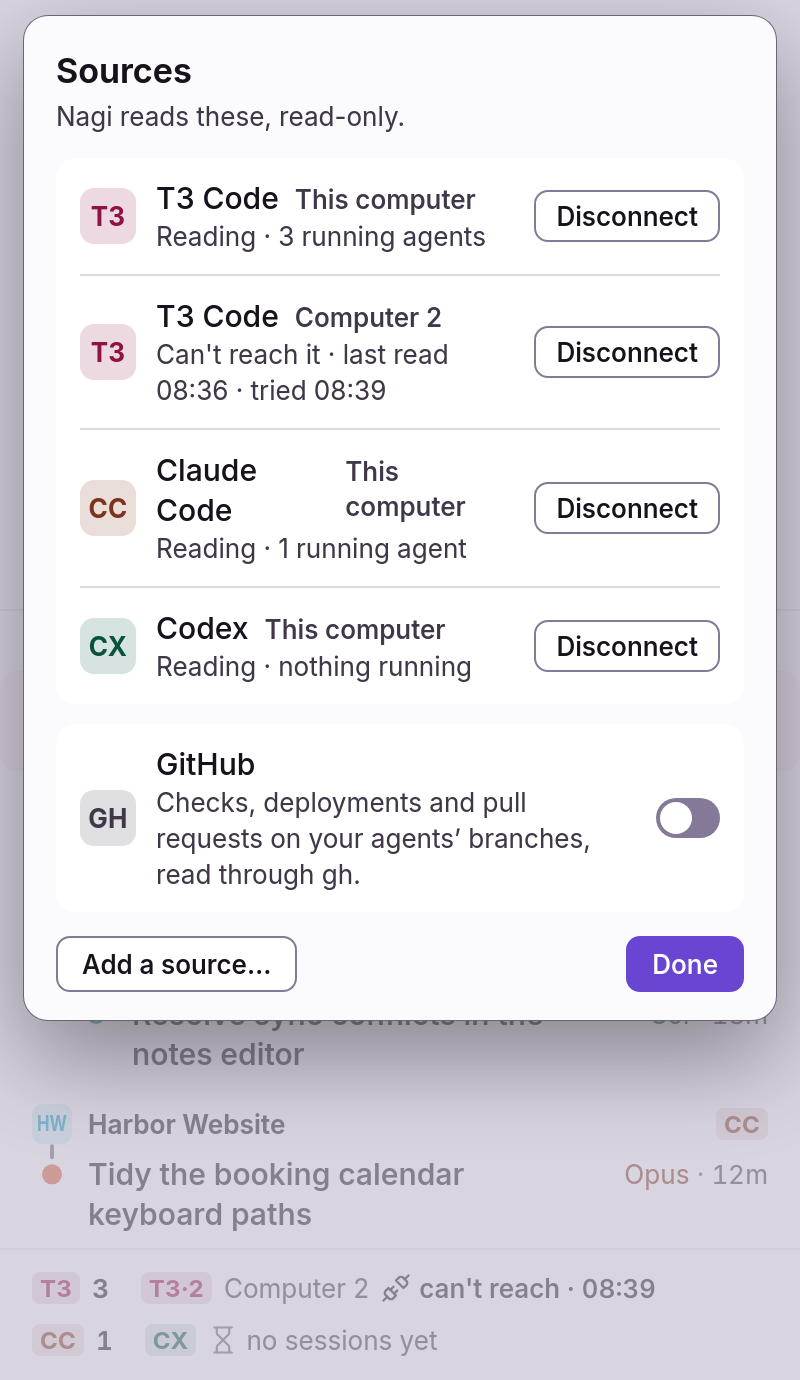 Sources
Nagi reads these, read-only.
T3
T3 Code This computer
Reading · 3 running agents
Disconnect
T3
T3 Code Computer 2
Can't reach it · last read
08:36 · tried 08:39
Disconnect
CC
Claude
Code
This
computer
Reading · 1 running agent
Disconnect
CX
Codex This computer
Reading · nothing running
Disconnect
GH
GitHub
Checks, deployments and pull
requests on your agents’ branches,
read through gh.
Add a source…
Done
Resolve sync conflicts in the
notes editor
HW Harbor Website CC
Tidy the booking calendar
keyboard paths
Opus · 12m
T3 3 T3·2 Computer 2 can't reach · 08:39
CC 1 CX no sessions yet